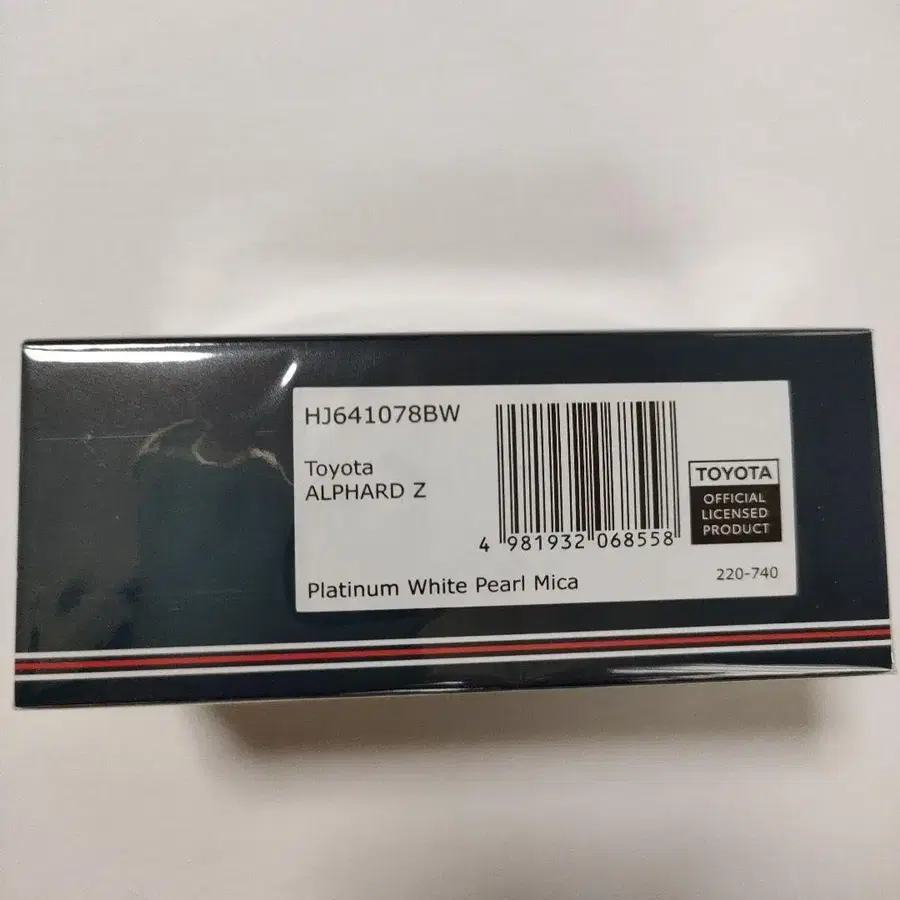 HJ641078BW
Toyota
ALPHARD Z
4 981932 068558
TOYOTA
OFFICIAL
LICENSED
PRODUCT
Platinum White Pearl Mica
220-740